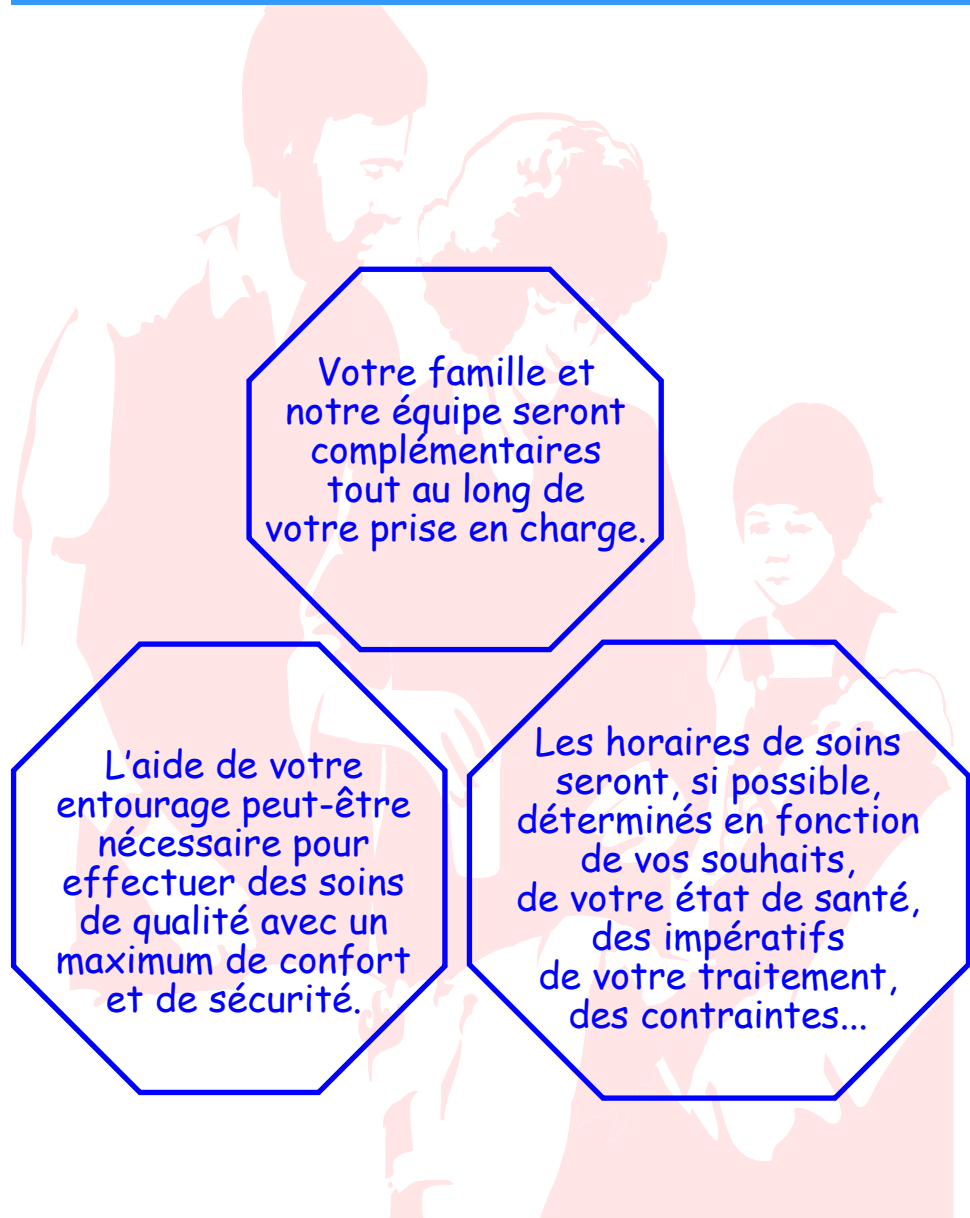 Votre famille et
notre équipe seront
complémentaires
tout au long de
votre prise en charge.
L'aide de votre
entourage peut-être
nécessaire pour
effectuer des soins
de qualité avec un
maximum de confort
et de sécurité.
Les horaires de soins
seront, si possible,
déterminés en fonction
de vos souhaits,
de votre état de santé,
des impératifs
de votre traitement,
des contraintes...